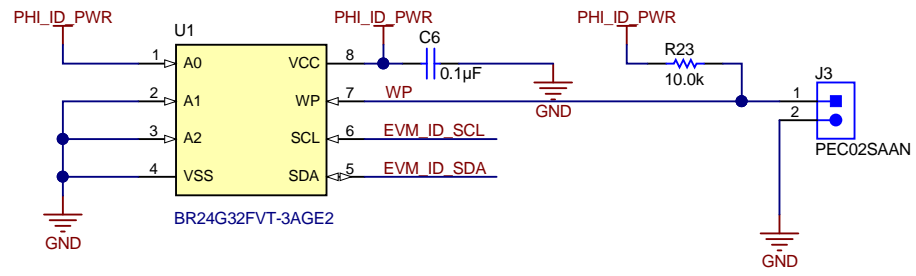 PHI_ID_PWR
PHI_ID_PWR
PHI_ID_PWR
U1
C6
0.1µF
R23
10.0k
J3
1 A0 VCC 8
2 A1 WP 7 WP
3 A2 SCL 6 EVM_ID_SCL
4 VSS SDA 5 EVM_ID_SDA
BR24G32FVT-3AGE2
GND
GND
1
2
PEC02SAAN
GND